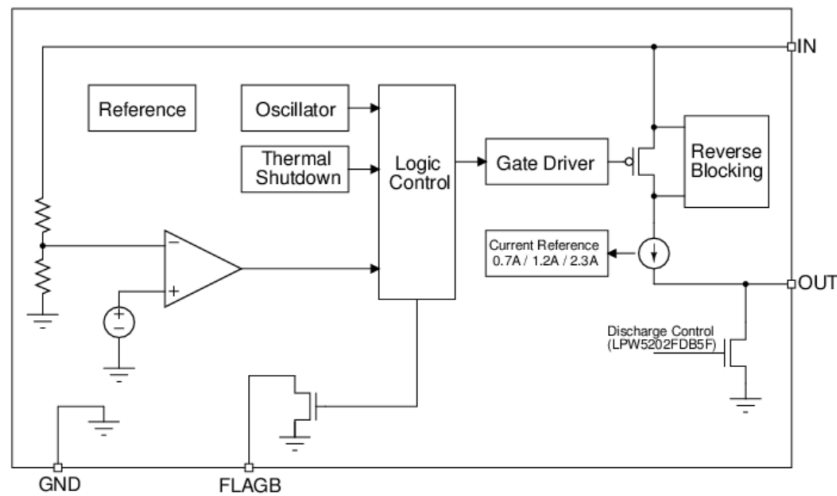 IN
Reference
Oscillator
Thermal
Shutdown
Logic
Control
Gate Driver
Reverse
Blocking
Current Reference
0.7A / 1.2A / 2.3A
OUT
Discharge Control
(LPW5202FDB5F)
−
+
+
−
GND
FLAGB